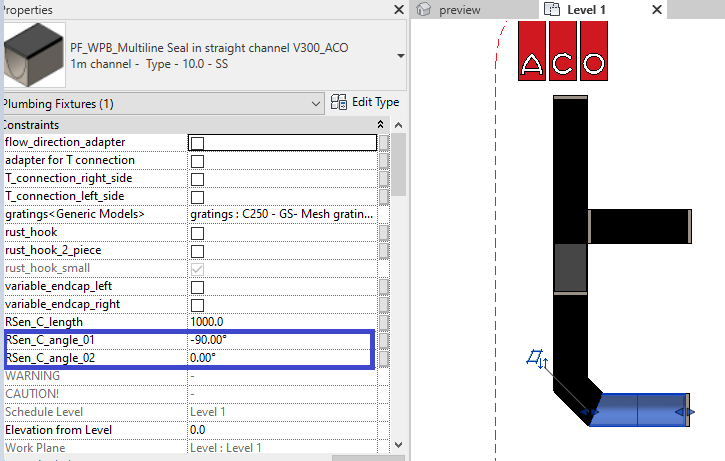 Properties
PF_WPB_Multiline Seal in straight channel V300_ACO
1m channel - Type - 10.0 - SS
Plumbing Fixtures (1)
Edit Type
Constraints
flow_direction_adapter
adapter for T connection
T_connection_right_side
T_connection_left_side
gratings<Generic Models> gratings : C250 - GS- Mesh gratin...
rust_hook
rust_hook_2_piece
rust_hook_small
variable_endcap_left
variable_endcap_right
RSen_C_length 1000.0
RSen_C_angle_01 -90.00°
RSen_C_angle_02 0.00°
WARNING -
CAUTION! -
Schedule Level Level 1
Elevation from Level 0.0
Work Plane Level : Level 1
preview Level 1
ACO